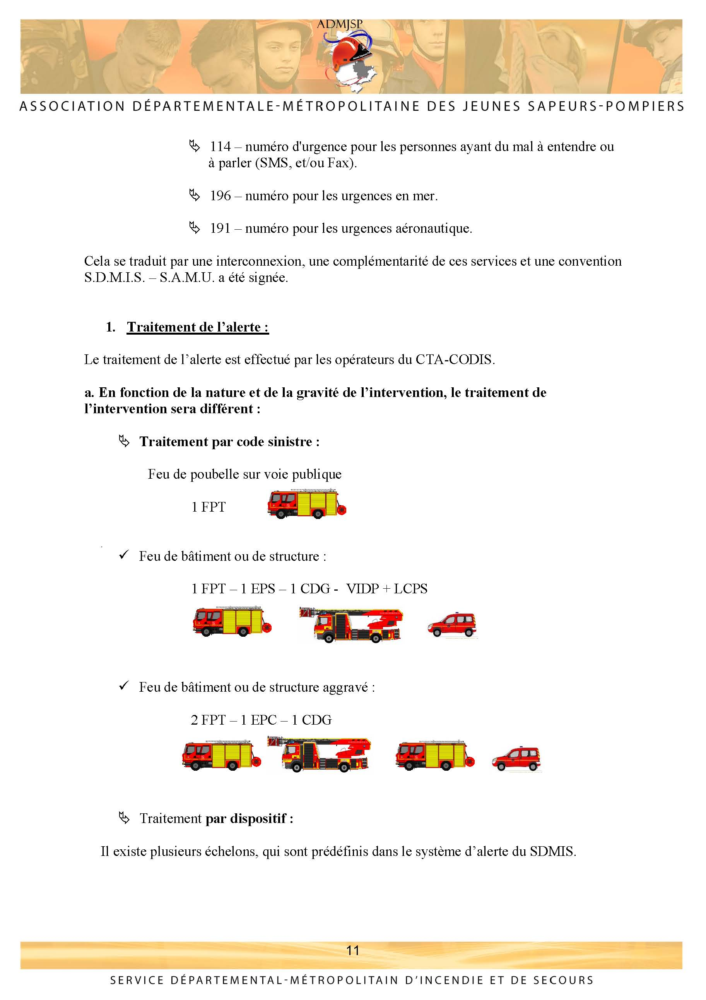 ADMJSP
Jeunes Sapeurs Po
ASSOCIATION DÉPARTEMENTALE-MÉTROPOLITAINE DES JEUNES SAPEURS-POMPIERS
114 – numéro d'urgence pour les personnes ayant du mal à entendre ou
à parler (SMS, et/ou Fax).
196 – numéro pour les urgences en mer.
191 – numéro pour les urgences aéronautique.
Cela se traduit par une interconnexion, une complémentarité de ces services et une convention
S.D.M.I.S. – S.A.M.U. a été signée.
1. Traitement de l’alerte :
Le traitement de l’alerte est effectué par les opérateurs du CTA-CODIS.
a. En fonction de la nature et de la gravité de l’intervention, le traitement de
l’intervention sera différent :
Traitement par code sinistre :
Feu de poubelle sur voie publique
1 FPT
Feu de bâtiment ou de structure :
1 FPT – 1 EPS – 1 CDG - VIDP + LCPS
Feu de bâtiment ou de structure aggravé :
2 FPT – 1 EPC – 1 CDG
Traitement par dispositif :
Il existe plusieurs échelons, qui sont prédéfinis dans le système d’alerte du SDMIS.
11
SERVICE DÉPARTEMENTAL-MÉTROPOLITAIN D’INCENDIE ET DE SECOURS